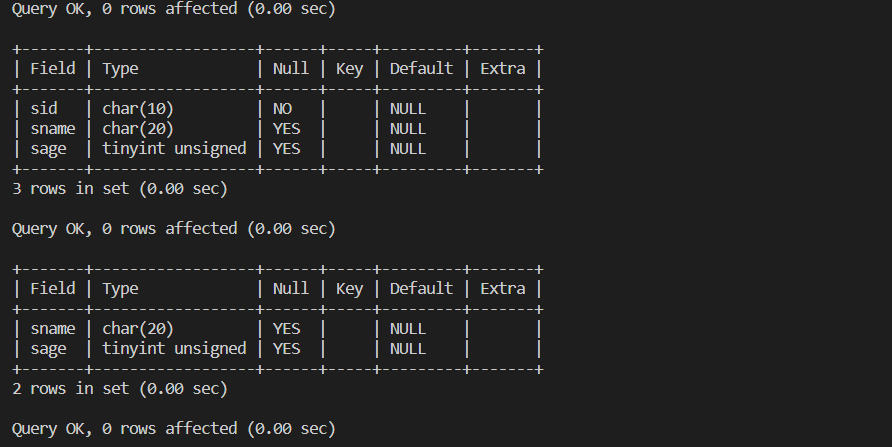 Query OK, 0 rows affected (0.00 sec)

+-------+------------------+------+-----+---------+-------+
| Field | Type             | Null | Key | Default | Extra |
+-------+------------------+------+-----+---------+-------+
| sid   | char(10)         | NO   |     | NULL    |       |
| sname | char(20)         | YES  |     | NULL    |       |
| sage  | tinyint unsigned | YES  |     | NULL    |       |
+-------+------------------+------+-----+---------+-------+
3 rows in set (0.00 sec)

Query OK, 0 rows affected (0.00 sec)

+-------+------------------+------+-----+---------+-------+
| Field | Type             | Null | Key | Default | Extra |
+-------+------------------+------+-----+---------+-------+
| sname | char(20)         | YES  |     | NULL    |       |
| sage  | tinyint unsigned | YES  |     | NULL    |       |
+-------+------------------+------+-----+---------+-------+
2 rows in set (0.00 sec)

Query OK, 0 rows affected (0.00 sec)